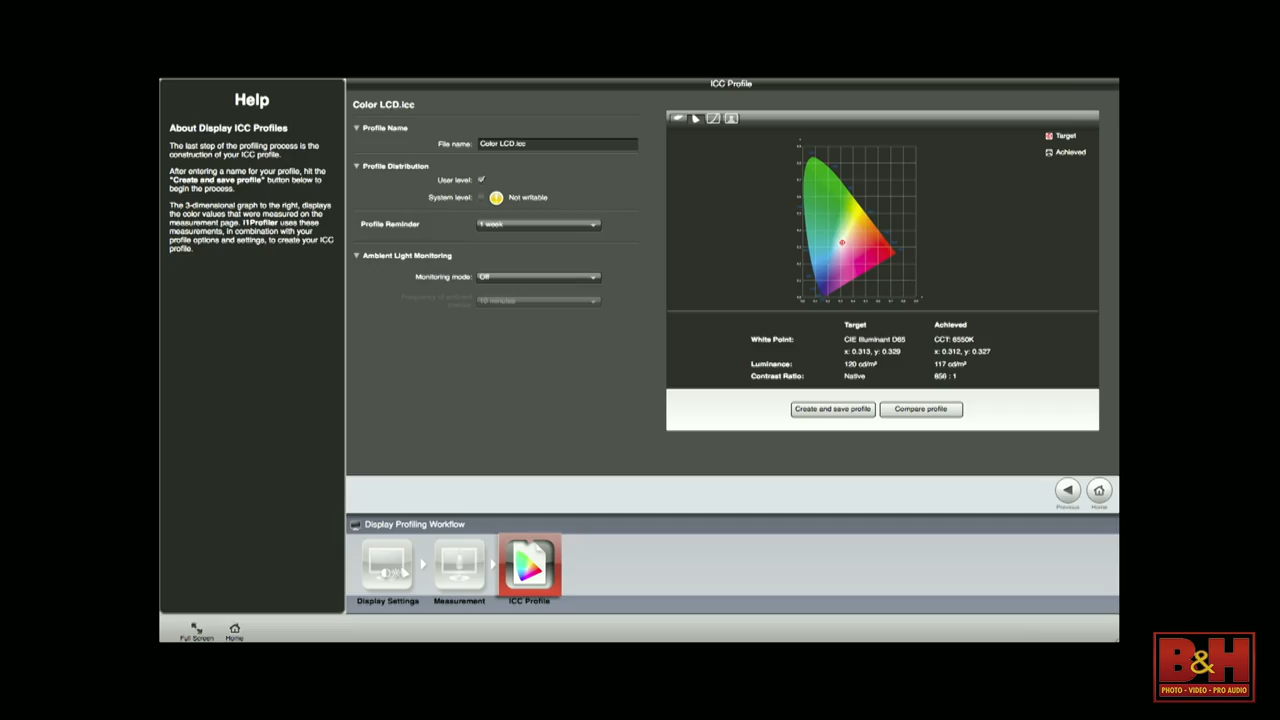 ICC Profile
Help
About Display ICC Profiles
The last step of the profiling process is the
construction of your ICC profile.
After entering a name for your profile, hit the
"Create and save profile" button below to
begin the process.
The 3-dimensional graph to the right, displays
the color values that were measured on the
measurement page. i1Profiler uses these
measurements, in combination with your
profile options and settings, to create your ICC
profile.
Color LCD.icc
Profile Name
File name: Color LCD.icc
Profile Distribution
User level:
System level: Not writable
Profile Reminder 1 week
Ambient Light Monitoring
Monitoring mode: Off
10 minutes
Target
Achieved
Target Achieved
White Point: CIE Illuminant D65 CCT: 6550K
x: 0.313, y: 0.329 x: 0.312, y: 0.327
Luminance: 120 cd/m² 117 cd/m²
Contrast Ratio: Native 856 : 1
Create and save profile Compare profile
Previous Home
Display Profiling Workflow
Display Settings Measurement ICC Profile
Full Screen Home
B&H
PHOTO - VIDEO - PRO AUDIO